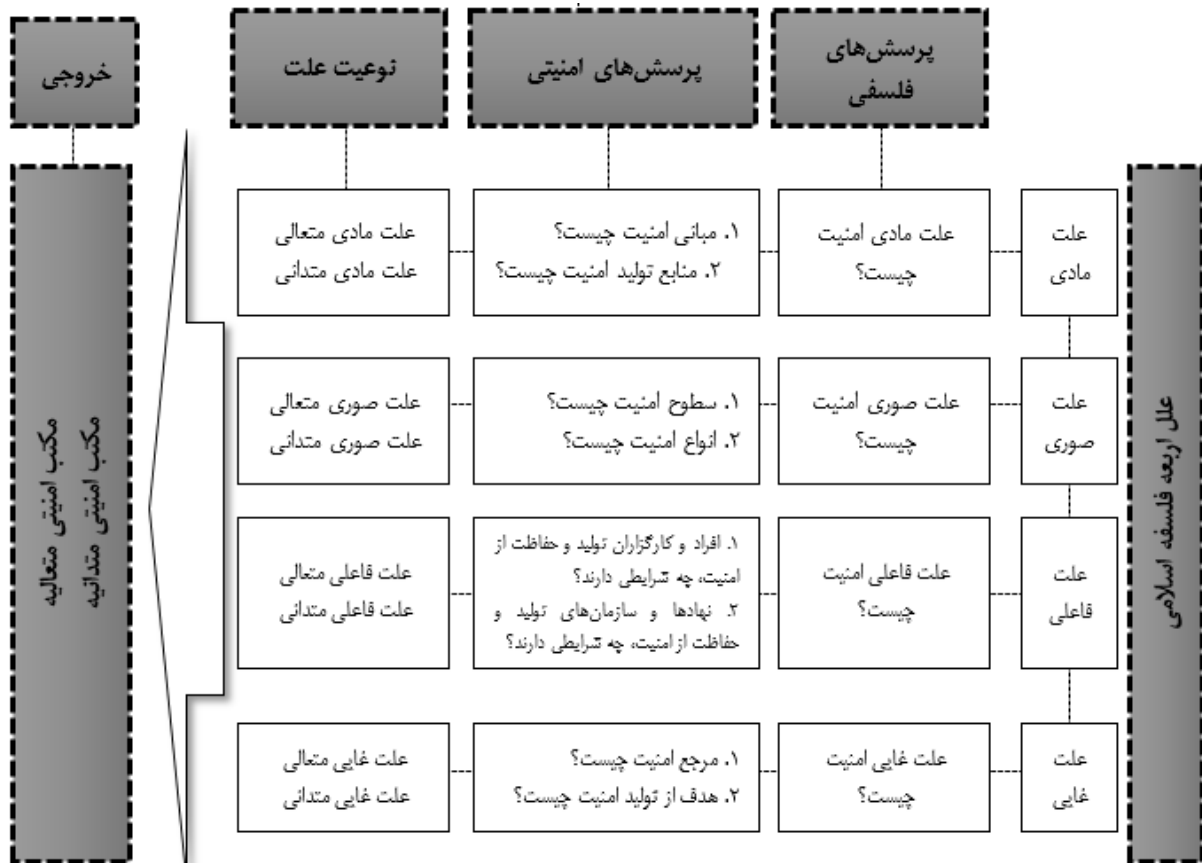 پرسش‌های
فلسفی
پرسش‌های امنیتی
نوعیت علت
خروجی
علل اربعه فلسفه اسلامی
علت
مادی
علت مادی امنیت
چیست؟
۱. مبانی امنیت چیست؟
۲. منابع تولید امنیت چیست؟
علت مادی متعالی
علت مادی متدانی
علت
صوری
علت صوری امنیت
چیست؟
۱. سطوح امنیت چیست؟
۲. انواع امنیت چیست؟
علت صوری متعالی
علت صوری متدانی
علت
فاعلی
علت فاعلی امنیت
چیست؟
۱. افراد و کارگزاران تولید و حفاظت از
امنیت، چه شرایطی دارند؟
۲. نهادها و سازمان‌های تولید و
حفاظت از امنیت، چه شرایطی دارند؟
علت فاعلی متعالی
علت فاعلی متدانی
علت
غایی
علت غایی امنیت
چیست؟
۱. مرجع امنیت چیست؟
۲. هدف از تولید امنیت چیست؟
علت غایی متعالی
علت غایی متدانی
مکتب امنیتی متعالیه
مکتب امنیتی متدانیه